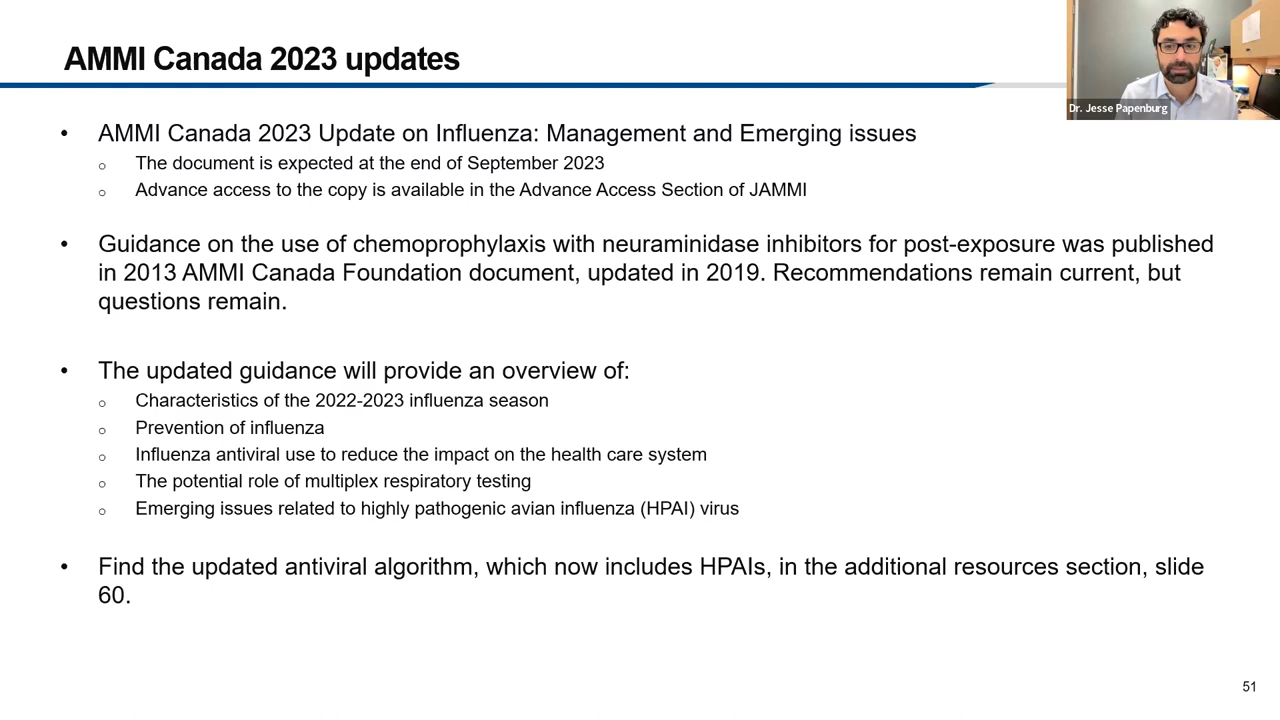 AMMI Canada 2023 updates
Dr. Jesse Papenburg
• AMMI Canada 2023 Update on Influenza: Management and Emerging issues
o The document is expected at the end of September 2023
o Advance access to the copy is available in the Advance Access Section of JAMMI
• Guidance on the use of chemoprophylaxis with neuraminidase inhibitors for post-exposure was published
in 2013 AMMI Canada Foundation document, updated in 2019. Recommendations remain current, but
questions remain.
• The updated guidance will provide an overview of:
o Characteristics of the 2022-2023 influenza season
o Prevention of influenza
o Influenza antiviral use to reduce the impact on the health care system
o The potential role of multiplex respiratory testing
o Emerging issues related to highly pathogenic avian influenza (HPAI) virus
• Find the updated antiviral algorithm, which now includes HPAIs, in the additional resources section, slide
60.
51